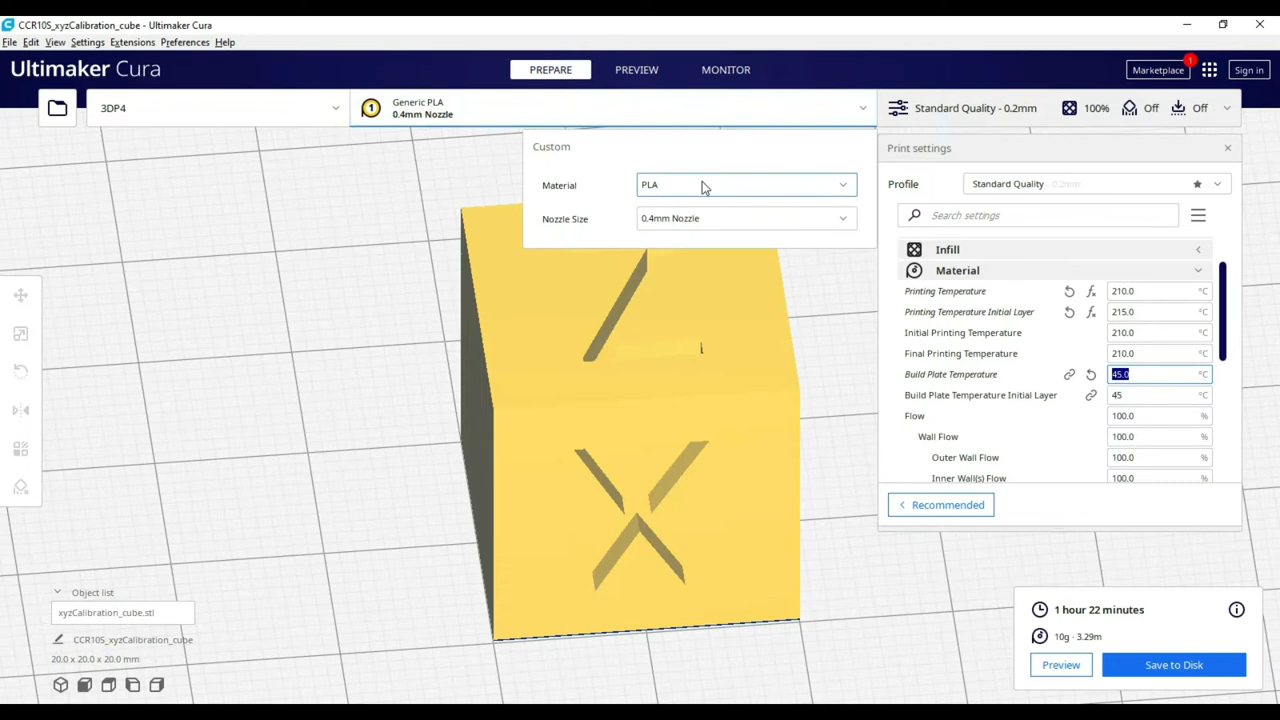 CCR10S_xyzCalibration_cube - Ultimaker Cura
File Edit View Settings Extensions Preferences Help
Ultimaker Cura
PREPARE
PREVIEW
MONITOR
Marketplace
1
Sign in
3DP4
1
Generic PLA
0.4mm Nozzle
Standard Quality - 0.2mm
100%
Off
Off
Custom
Material
PLA
Nozzle Size
0.4mm Nozzle
Print settings
Profile
Standard Quality 0.2mm
Search settings
Infill
Material
Printing Temperature 210.0 °C
Printing Temperature Initial Layer 215.0 °C
Initial Printing Temperature 210.0 °C
Final Printing Temperature 210.0 °C
Build Plate Temperature 45.0 °C
Build Plate Temperature Initial Layer 45 °C
Flow 100.0 %
Wall Flow 100.0 %
Outer Wall Flow 100.0 %
Inner Wall(s) Flow 100.0 %
Recommended
X
Object list
xyzCalibration_cube.stl
CCR10S_xyzCalibration_cube
20.0 x 20.0 x 20.0 mm
1 hour 22 minutes
10g · 3.29m
Preview
Save to Disk